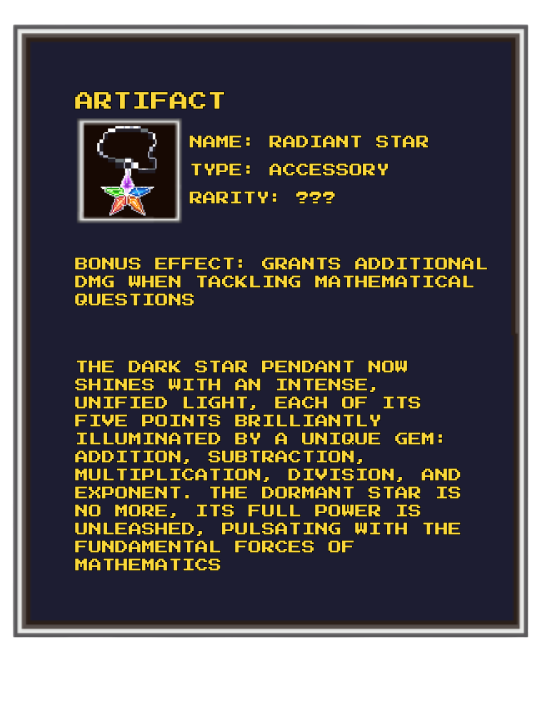 ARTIFACT
NAME: RADIANT STAR
TYPE: ACCESSORY
RARITY: ???
BONUS EFFECT: GRANTS ADDITIONAL
DMG WHEN TACKLING MATHEMATICAL
QUESTIONS
THE DARK STAR PENDANT NOW
SHINES WITH AN INTENSE,
UNIFIED LIGHT, EACH OF ITS
FIVE POINTS BRILLIANTLY
ILLUMINATED BY A UNIQUE GEM:
ADDITION, SUBTRACTION,
MULTIPLICATION, DIVISION, AND
EXPONENT. THE DORMANT STAR IS
NO MORE, ITS FULL POWER IS
UNLEASHED, PULSATING WITH THE
FUNDAMENTAL FORCES OF
MATHEMATICS